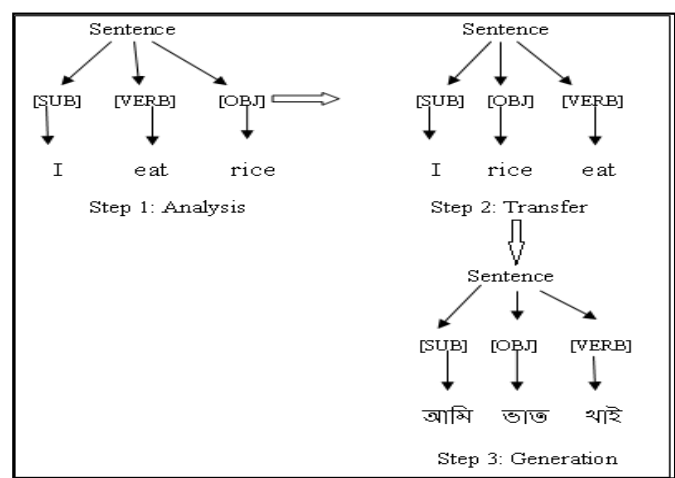 Sentence
[SUB] [VERB] [OBJ]
I eat rice
Step 1: Analysis
Sentence
[SUB] [OBJ] [VERB]
I rice eat
Step 2: Transfer
Sentence
[SUB] [OBJ] [VERB]
আমি ভাত খাই
Step 3: Generation